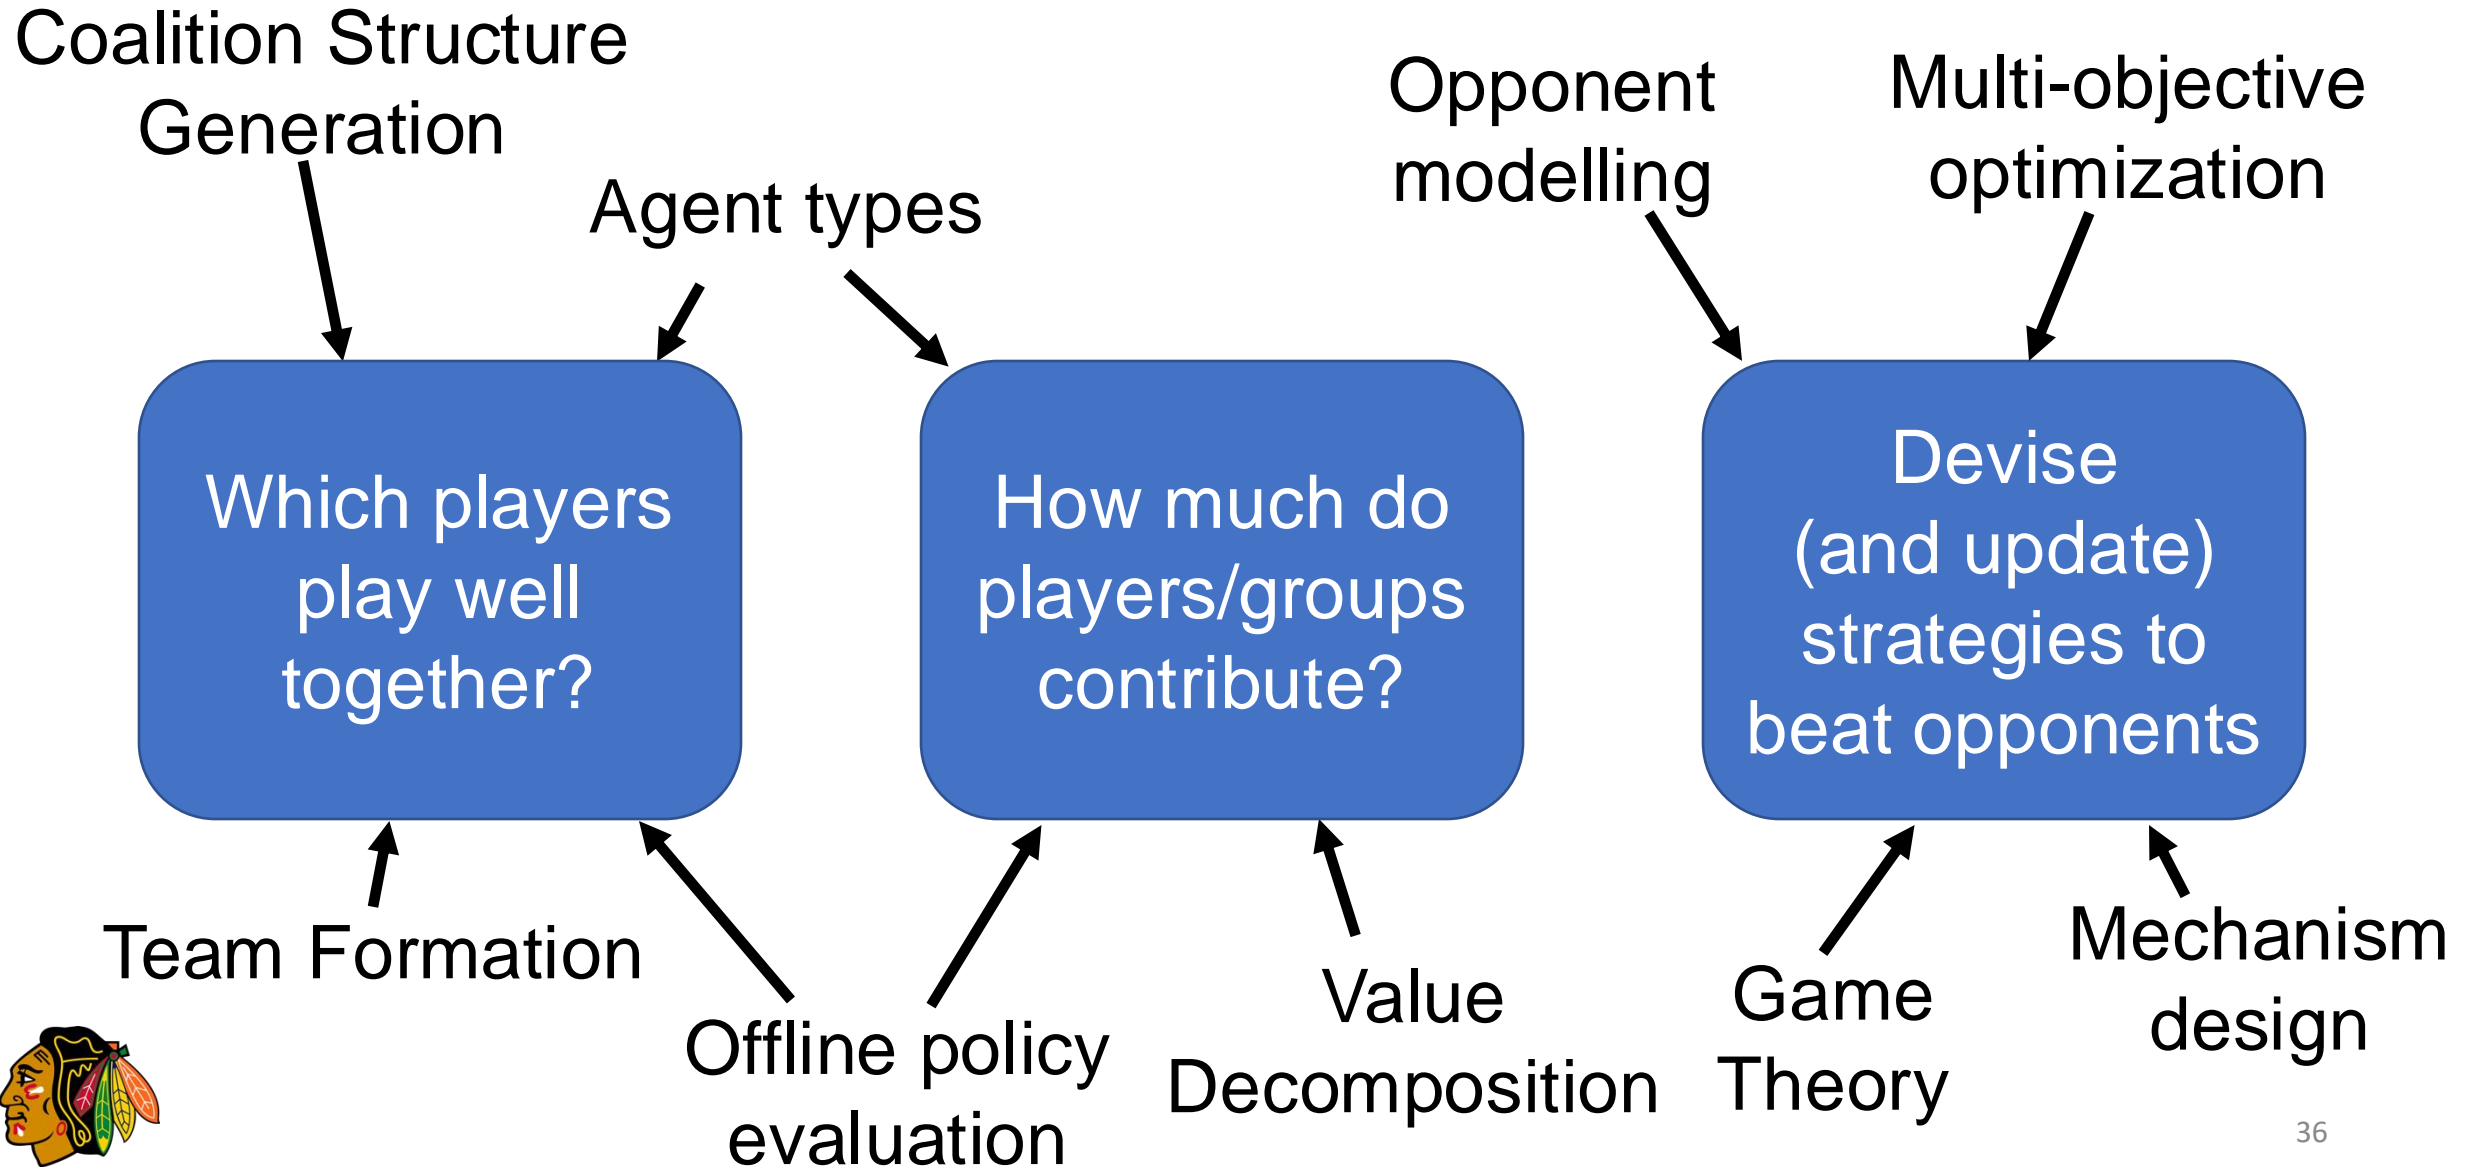 Coalition Structure
Generation
Agent types
Opponent
modelling
Multi-objective
optimization
Which players
play well
together?
How much do
players/groups
contribute?
Devise
(and update)
strategies to
beat opponents
Team Formation
Offline policy
evaluation
Value
Decomposition
Game
Theory
Mechanism
design
36